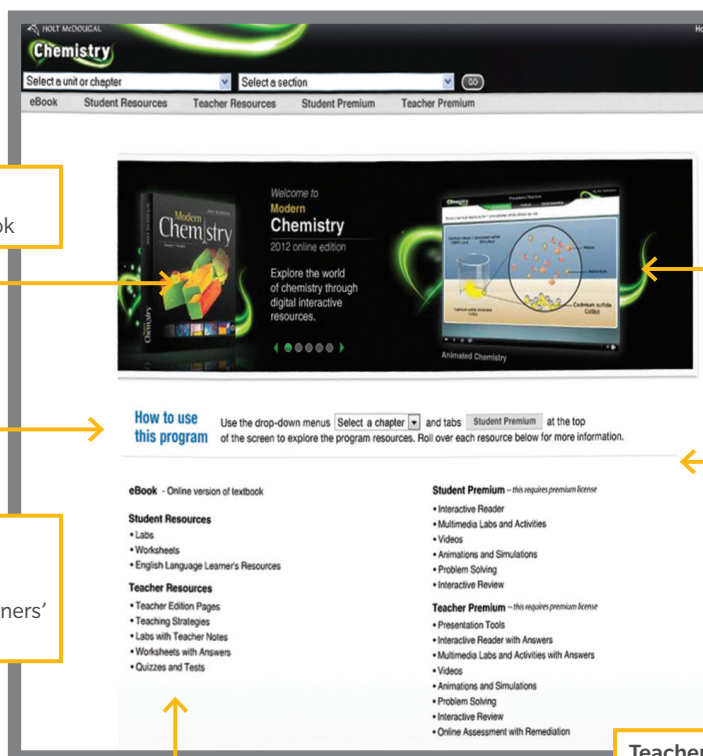 HOLT McDOUGAL
Chemistry
Select a unit or chapter
Select a section
GO
eBook
Student Resources
Teacher Resources
Student Premium
Teacher Premium
ok
Modern
Chemistry
Chemistry
Welcome to
Modern
Chemistry
2012 online edition
Explore the world
of chemistry through
digital interactive
resources.
Chemistry
Cadmium sulfide
Animated Chemistry
How to use
this program
Use the drop-down menus Select a chapter and tabs Student Premium at the top
of the screen to explore the program resources. Roll over each resource below for more information.
eBook - Online version of textbook
Student Resources
• Labs
• Worksheets
• English Language Learner's Resources
Teacher Resources
• Teacher Edition Pages
• Teaching Strategies
• Labs with Teacher Notes
• Worksheets with Answers
• Quizzes and Tests
ners’
Student Premium – this requires premium license
• Interactive Reader
• Multimedia Labs and Activities
• Videos
• Animations and Simulations
• Problem Solving
• Interactive Review
Teacher Premium – this requires premium license
• Presentation Tools
• Interactive Reader with Answers
• Multimedia Labs and Activities with Answers
• Videos
• Animations and Simulations
• Problem Solving
• Interactive Review
• Online Assessment with Remediation
Teacher